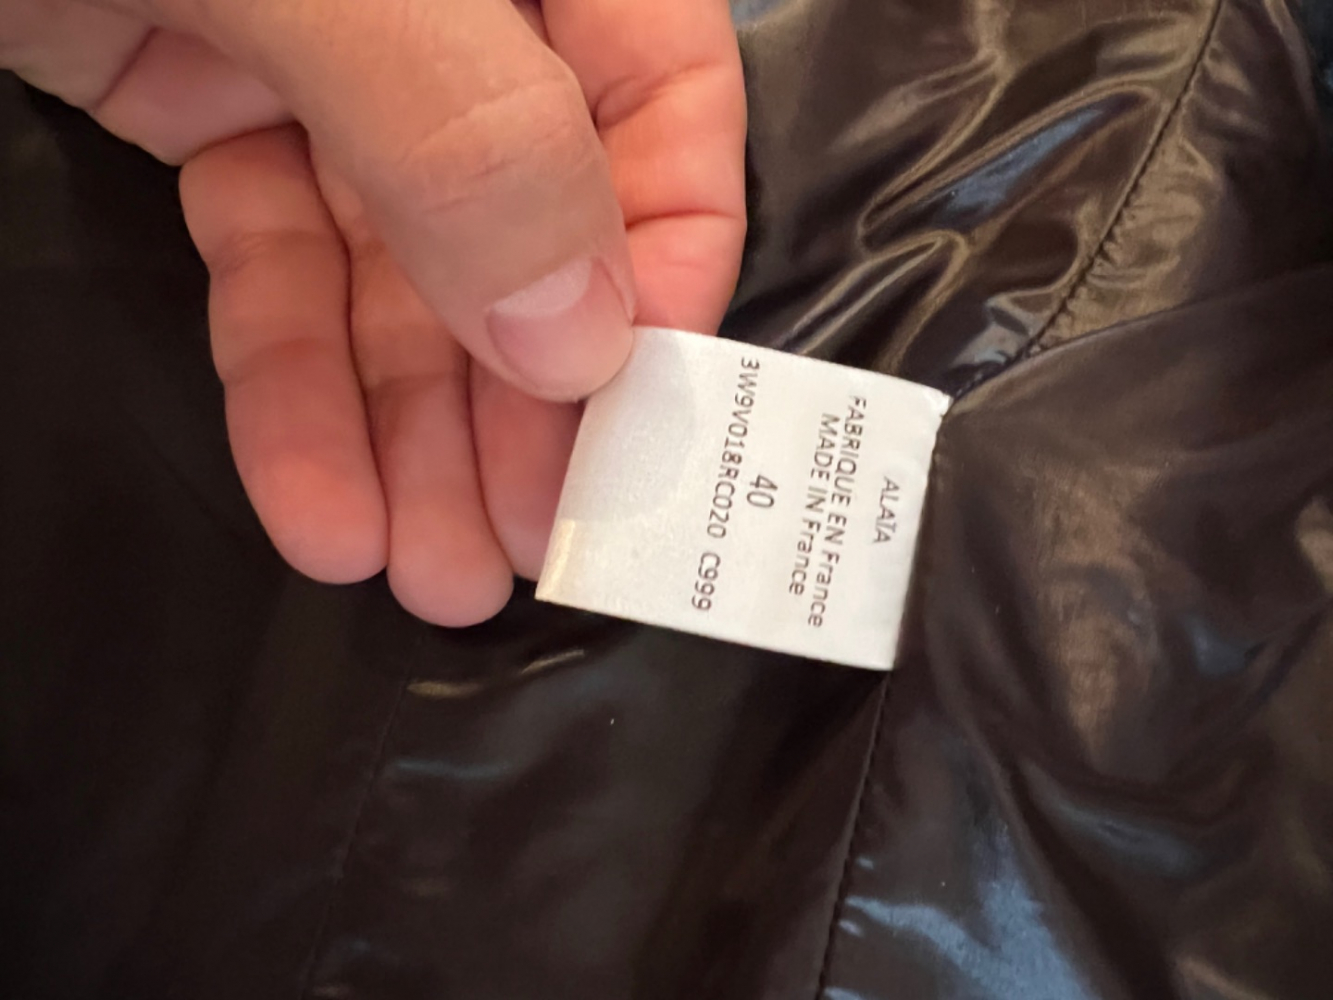 ALAÏA
FABRIQUE EN France
MADE IN France
40
3W9V018RC020 C999